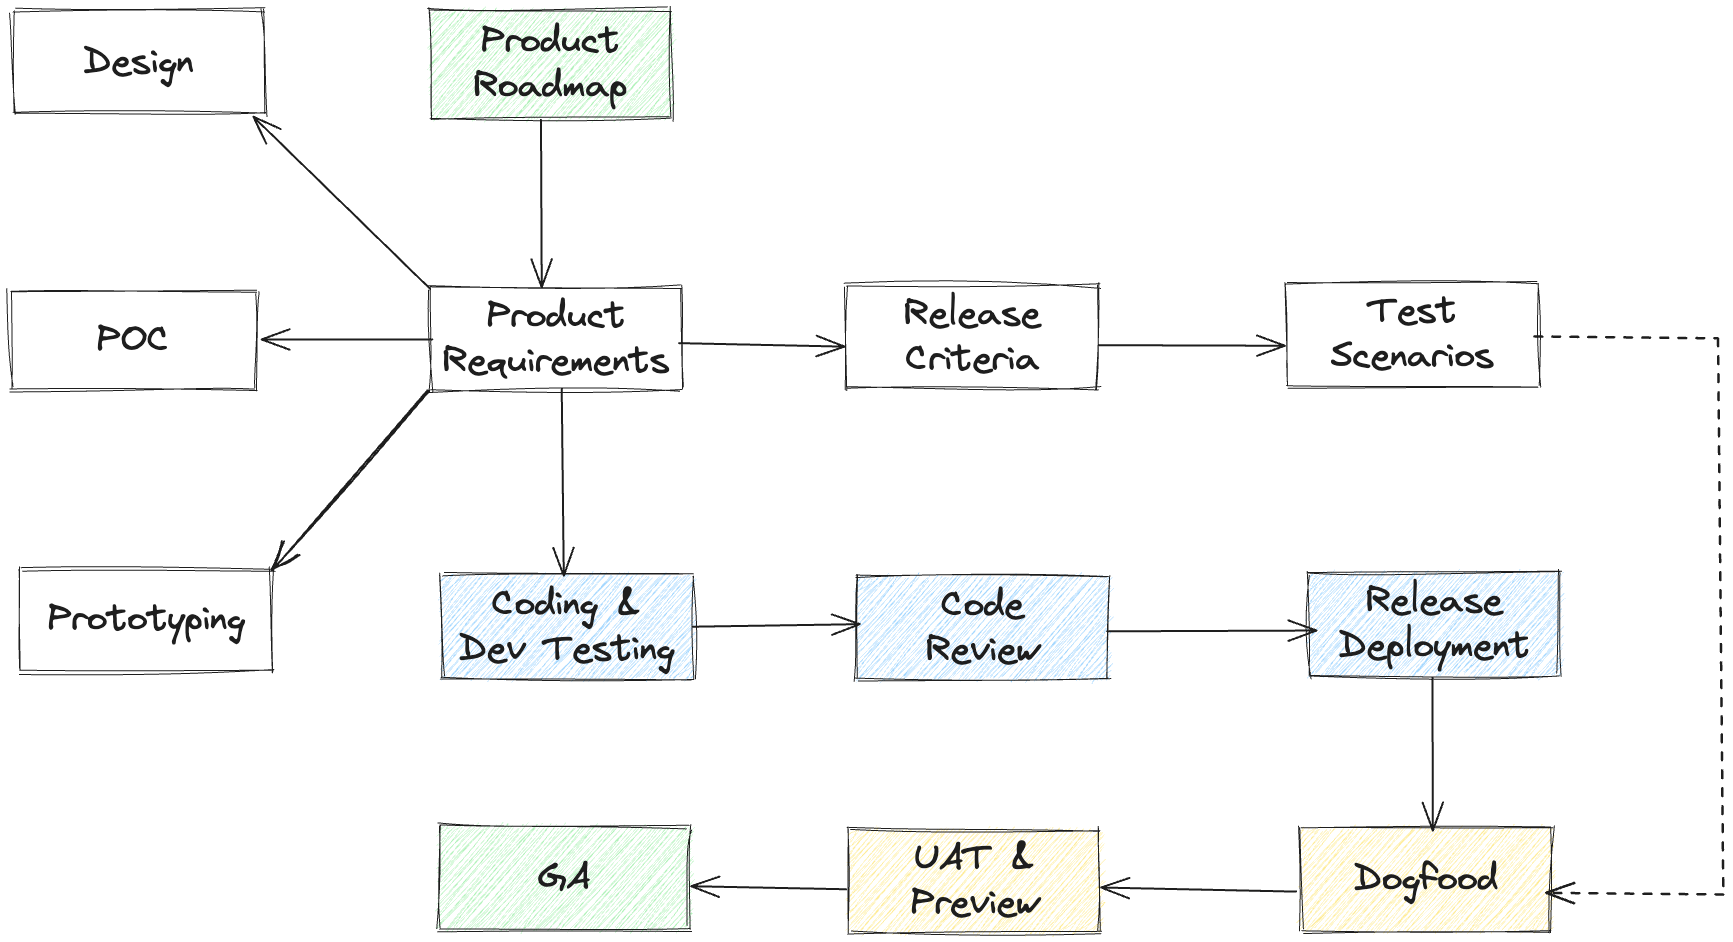 Design
Product
Roadmap
POC
Product
Requirements
Release
Criteria
Test
Scenarios
Prototyping
Coding &
Dev Testing
Code
Review
Release
Deployment
GA
UAT &
Preview
Dogfood